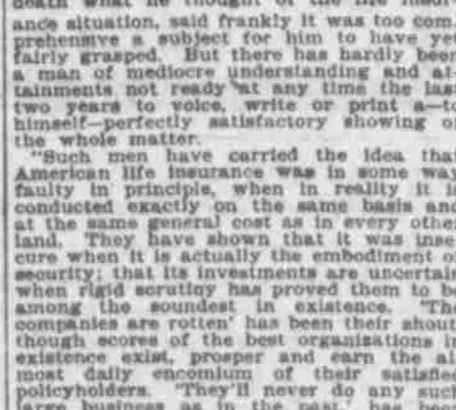 death what he thought of the life insur-
ance situation, said frankly it was too com-
prehensive a subject for him to have yet
fairly grasped. But there has hardly been
a man of mediocre understanding and at-
tainments not ready at any time the last
two years to voice, write or print a—to
himself—perfectly satisfactory showing of
the whole matter.
"Such men have carried the idea that
American life insurance was in some way
faulty in principle, when in reality it is
conducted exactly on the same basis and
at the same general cost as in every other
land. They have shown that it was inse-
cure when it is actually the embodiment of
security; that its investments are uncertain
when rigid scrutiny has proved them to be
among the soundest in existence. 'The
companies are rotten' has been their shout,
though scores of the best organizations in
existence exist, prosper and earn the al-
most daily encomium of their satisfied
policyholders. 'They'll never do any such
large business as in the past,' has been